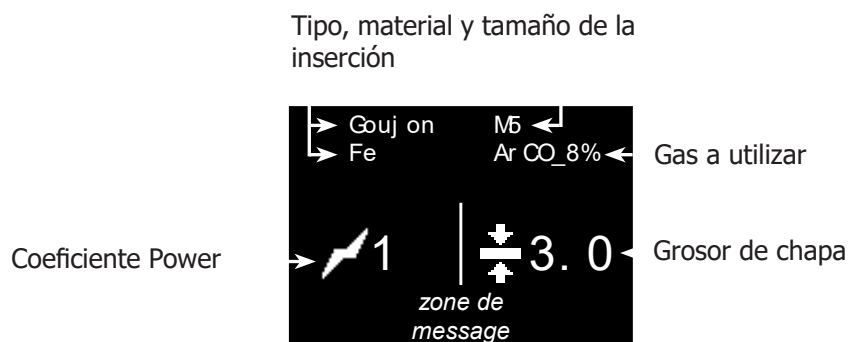 Tipo, material y tamaño de la
inserción
Goujon M5
Fe Ar CO_8%
Gas a utilizar
Coeficiente Power
1 3.0
Grosor de chapa
zone de
message